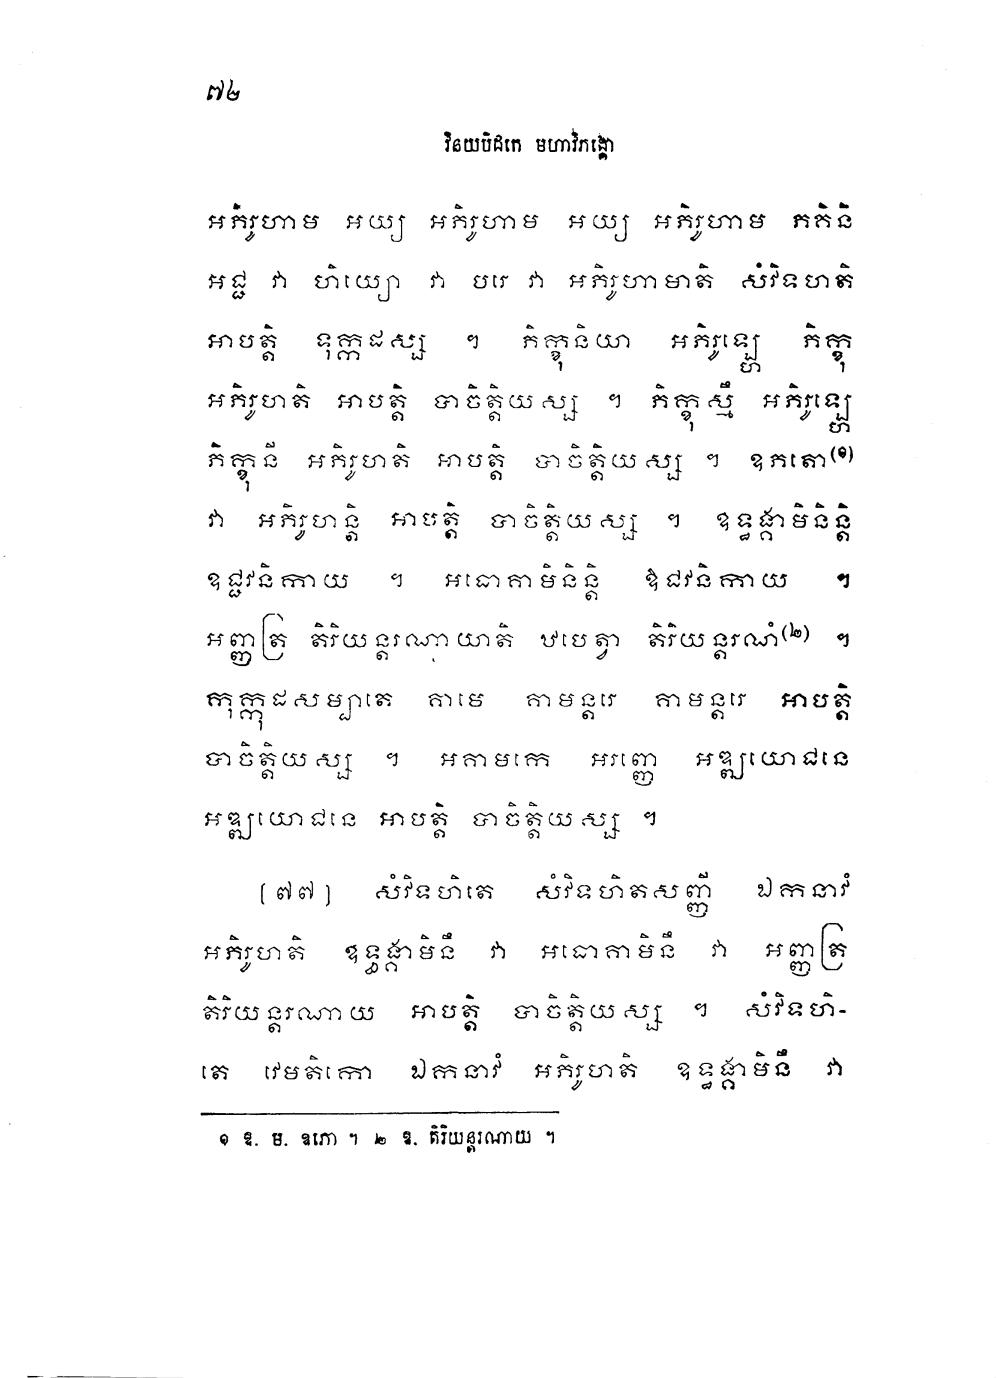 ៧២
វិនយបិដកេ មហាវិភង្គោ
អភិរូហាម អយ្យ អភិរូហាម អយ្យ អភិរូហាម ភគិនិ
អជ្ជ វា ហិយ្យោ វា បរេ វា អភិរូហាមាតិ សំវិទហតិ
អាបត្តិ ទុក្កដស្ស ។ ភិក្ខុនិយា អភិរូឡ្ហេ ភិក្ខុ
អភិរូហតិ អាបត្តិ បាចិត្តិយស្ស ។ ភិក្ខុស្មឹ អភិរូឡ្ហេ
ភិក្ខុនី អភិរូហតិ អាបត្តិ បាចិត្តិយស្ស ។ ឧភតោ(១)
វា អភិរូហន្តិ អាបត្តិ បាចិត្តិយស្ស ។ ឧទ្ធង្គាមិនិន្តិ
ឧជ្ជវនិកាយ ។ អធោគាមិនិន្តិ ឱជវនិកាយ ។
អញ្ញត្រ តិរិយន្តរណាយាតិ ឋបេត្វា តិរិយន្តរណំ(២) ។
កុក្កុដសម្បាតេ គាមេ គាមន្តរេ គាមន្តរេ អាបត្តិ
បាចិត្តិយស្ស ។ អគាមកេ អរញ្ញេ អឌ្ឍយោជនេ
អឌ្ឍយោជនេ អាបត្តិ បាចិត្តិយស្ស ។
[៧៧] សំវិទហិតេ សំវិទហិតសញ្ញី ឯកនាវំ
អភិរូហតិ ឧទ្ធង្គាមិនឹ វា អធោគាមិនឹ វា អញ្ញត្រ
តិរិយន្តរណាយ អាបត្តិ បាចិត្តិយស្ស ។ សំវិទហិ-
តេ វេមតិកោ ឯកនាវំ អភិរូហតិ ឧទ្ធង្គាមិនឹ វា
១ ឧ. ម. ឧភោ ។ ២ ឧ. តិរិយន្តរណាយ ។